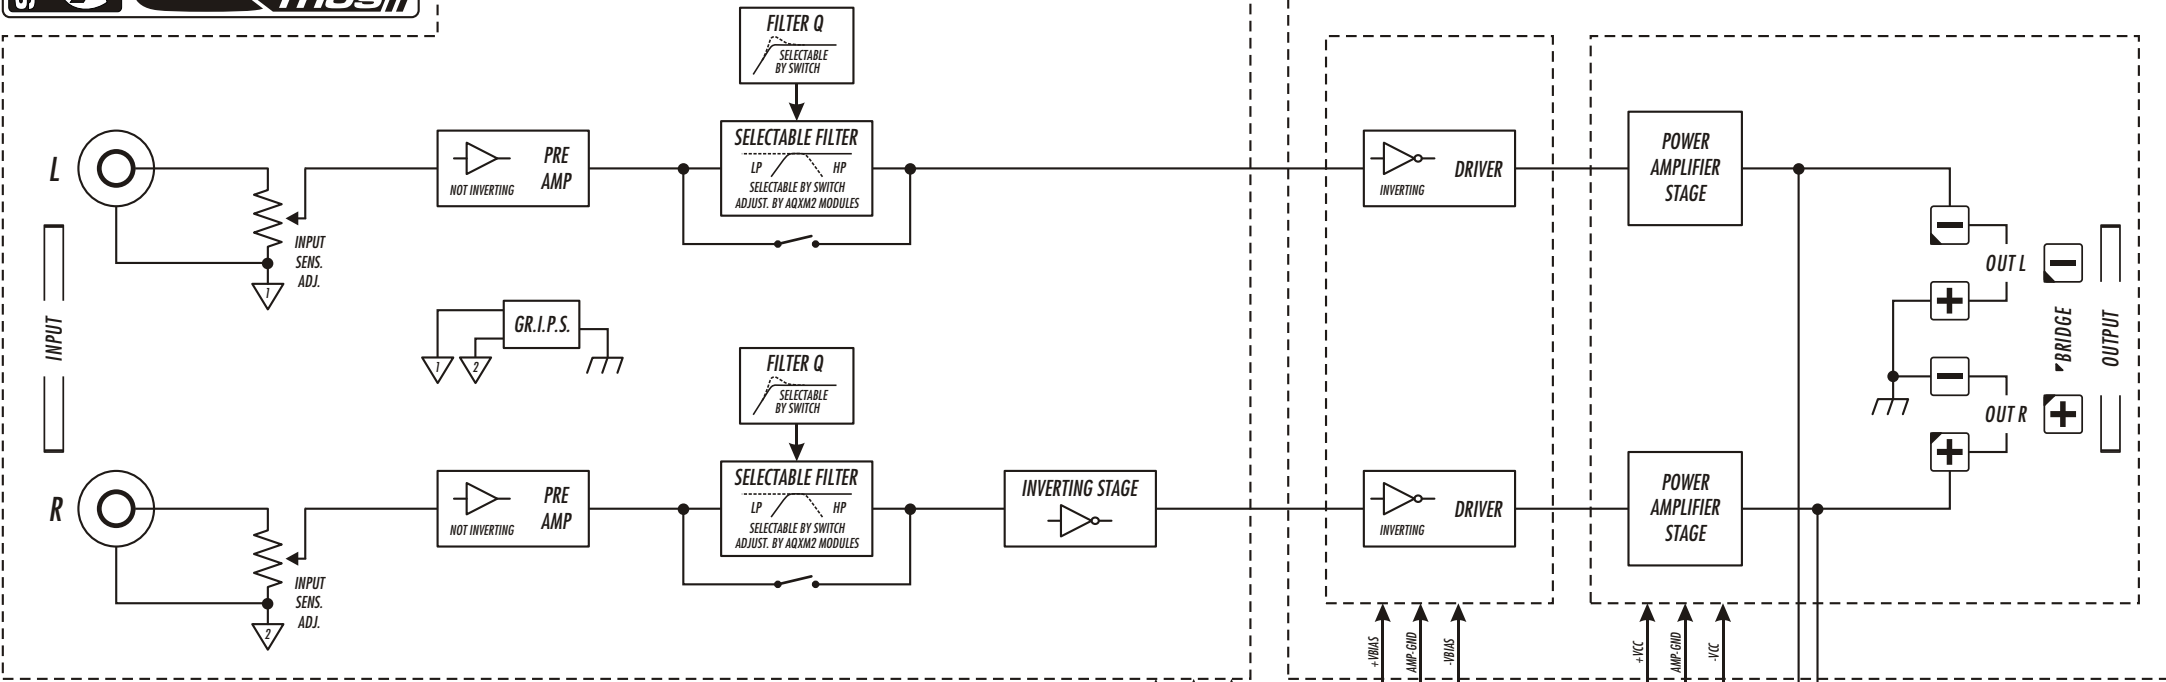 FILTER Q
SELECTABLE
BY SWITCH
L
PRE
AMP
NOT INVERTING
SELECTABLE FILTER
LP HP
SELECTABLE BY SWITCH
ADJUST. BY AQXM2 MODULES
INVERTING
DRIVER
POWER
AMPLIFIER
STAGE
INPUT
SENS.
ADJ.
1
OUT L
INPUT
GR.I.P.S.
1
2
BRIDGE
OUTPUT
FILTER Q
SELECTABLE
BY SWITCH
OUT R
R
PRE
AMP
NOT INVERTING
SELECTABLE FILTER
LP HP
SELECTABLE BY SWITCH
ADJUST. BY AQXM2 MODULES
INVERTING STAGE
INVERTING
DRIVER
POWER
AMPLIFIER
STAGE
INPUT
SENS.
ADJ.
2
+VBIAS
AMP-GND
-VBIAS
+VCC
AMP-GND
-VCC